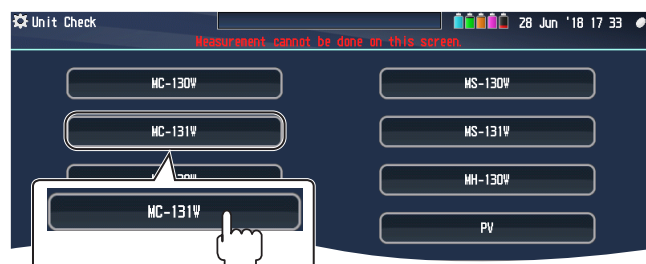 Unit Check
28 Jun '18 17 33
Measurement cannot be done on this screen.
MC-130W
MS-130W
MC-131W
MS-131W
MH-130W
MC-131W
PV